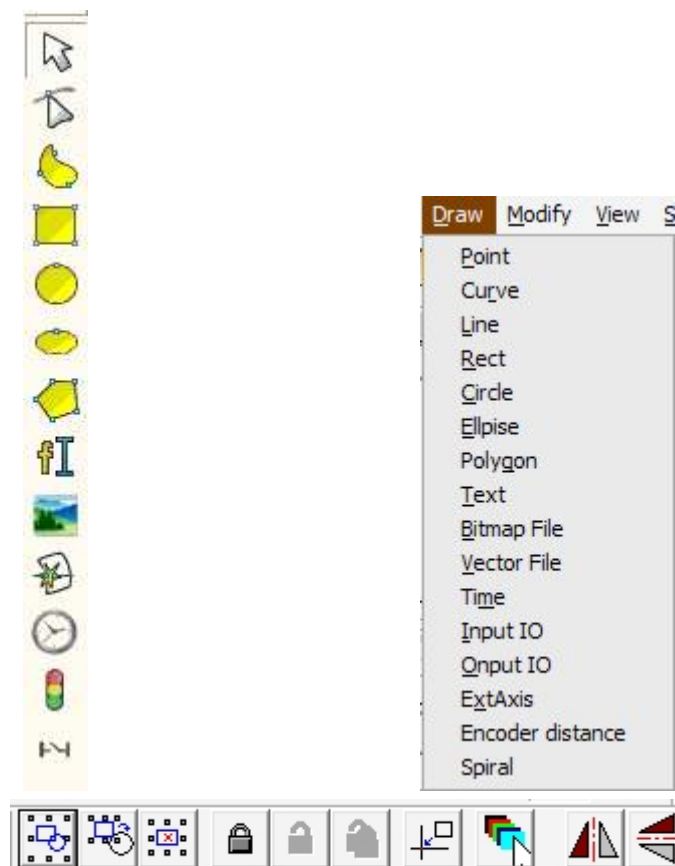 Draw Modify View S
Point
Curve
Line
Rect
Circle
Ellpise
Polygon
Text
Bitmap File
Vector File
Time
Input IO
Onput IO
ExtAxis
Encoder distance
Spiral